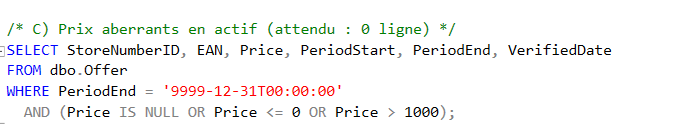 /* C) Prix aberrants en actif (attendu : 0 ligne) */
SELECT StoreNumberID, EAN, Price, PeriodStart, PeriodEnd, VerifiedDate
FROM dbo.Offer
WHERE PeriodEnd = '9999-12-31T00:00:00'
  AND (Price IS NULL OR Price <= 0 OR Price > 1000);